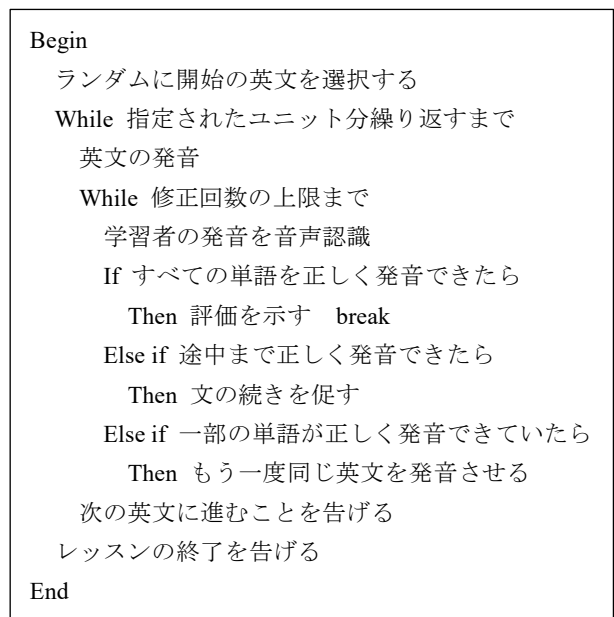 Begin
ランダムに開始の英文を選択する
While 指定されたユニット分繰り返すまで
英文の発音
While 修正回数の上限まで
学習者の発音を音声認識
If すべての単語を正しく発音できたら
Then 評価を示す　break
Else if 途中まで正しく発音できたら
Then 文の続きを促す
Else if 一部の単語が正しく発音できていたら
Then もう一度同じ英文を発音させる
次の英文に進むことを告げる
レッスンの終了を告げる
End